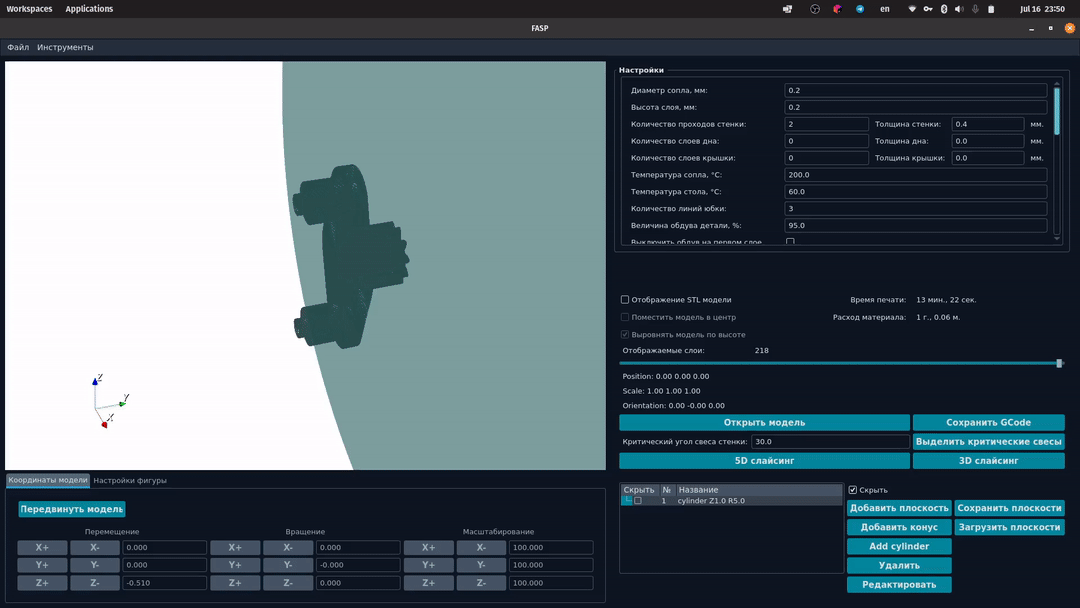 Workspaces Applications en Jul 16 23:50
FASP
Файл Инструменты
Настройки
Диаметр сопла, мм: 0.2
Высота слоя, мм: 0.2
Количество проходов стенки: 2 Толщина стенки: 0.4 мм.
Количество слоев дна: 0 Толщина дна: 0.0 мм.
Количество слоев крышки: 0 Толщина крышки: 0.0 мм.
Температура сопла, °C: 200.0
Температура стола, °C: 60.0
Количество линий юбки: 3
Величина обдува детали, %: 95.0
Выключить обдув на первом слое
Отображение STL модели Время печати: 13 мин., 22 сек.
Поместить модель в центр Расход материала: 1 г., 0.06 м.
Выровнять модель по высоте
Отображаемые слои: 218
Position: 0.00 0.00 0.00
Scale: 1.00 1.00 1.00
Orientation: 0.00 -0.00 0.00
Открыть модель Сохранить GCode
Критический угол свеса стенки: 30.0 Выделить критические свесы
5D слайсинг 3D слайсинг
Z
Y
X
Координаты модели Настройки фигуры
Передвинуть модель
Перемещение Вращение Масштабирование
X+ X- 0.000 X+ X- 0.000 X+ X- 100.000
Y+ Y- 0.000 Y+ Y- -0.000 Y+ Y- 100.000
Z+ Z- -0.510 Z+ Z- 0.000 Z+ Z- 100.000
Скрыть № Название
1 cylinder Z1.0 R5.0
Скрыть
Добавить плоскость Сохранить плоскости
Добавить конус Загрузить плоскости
Add cylinder
Удалить
Редактировать